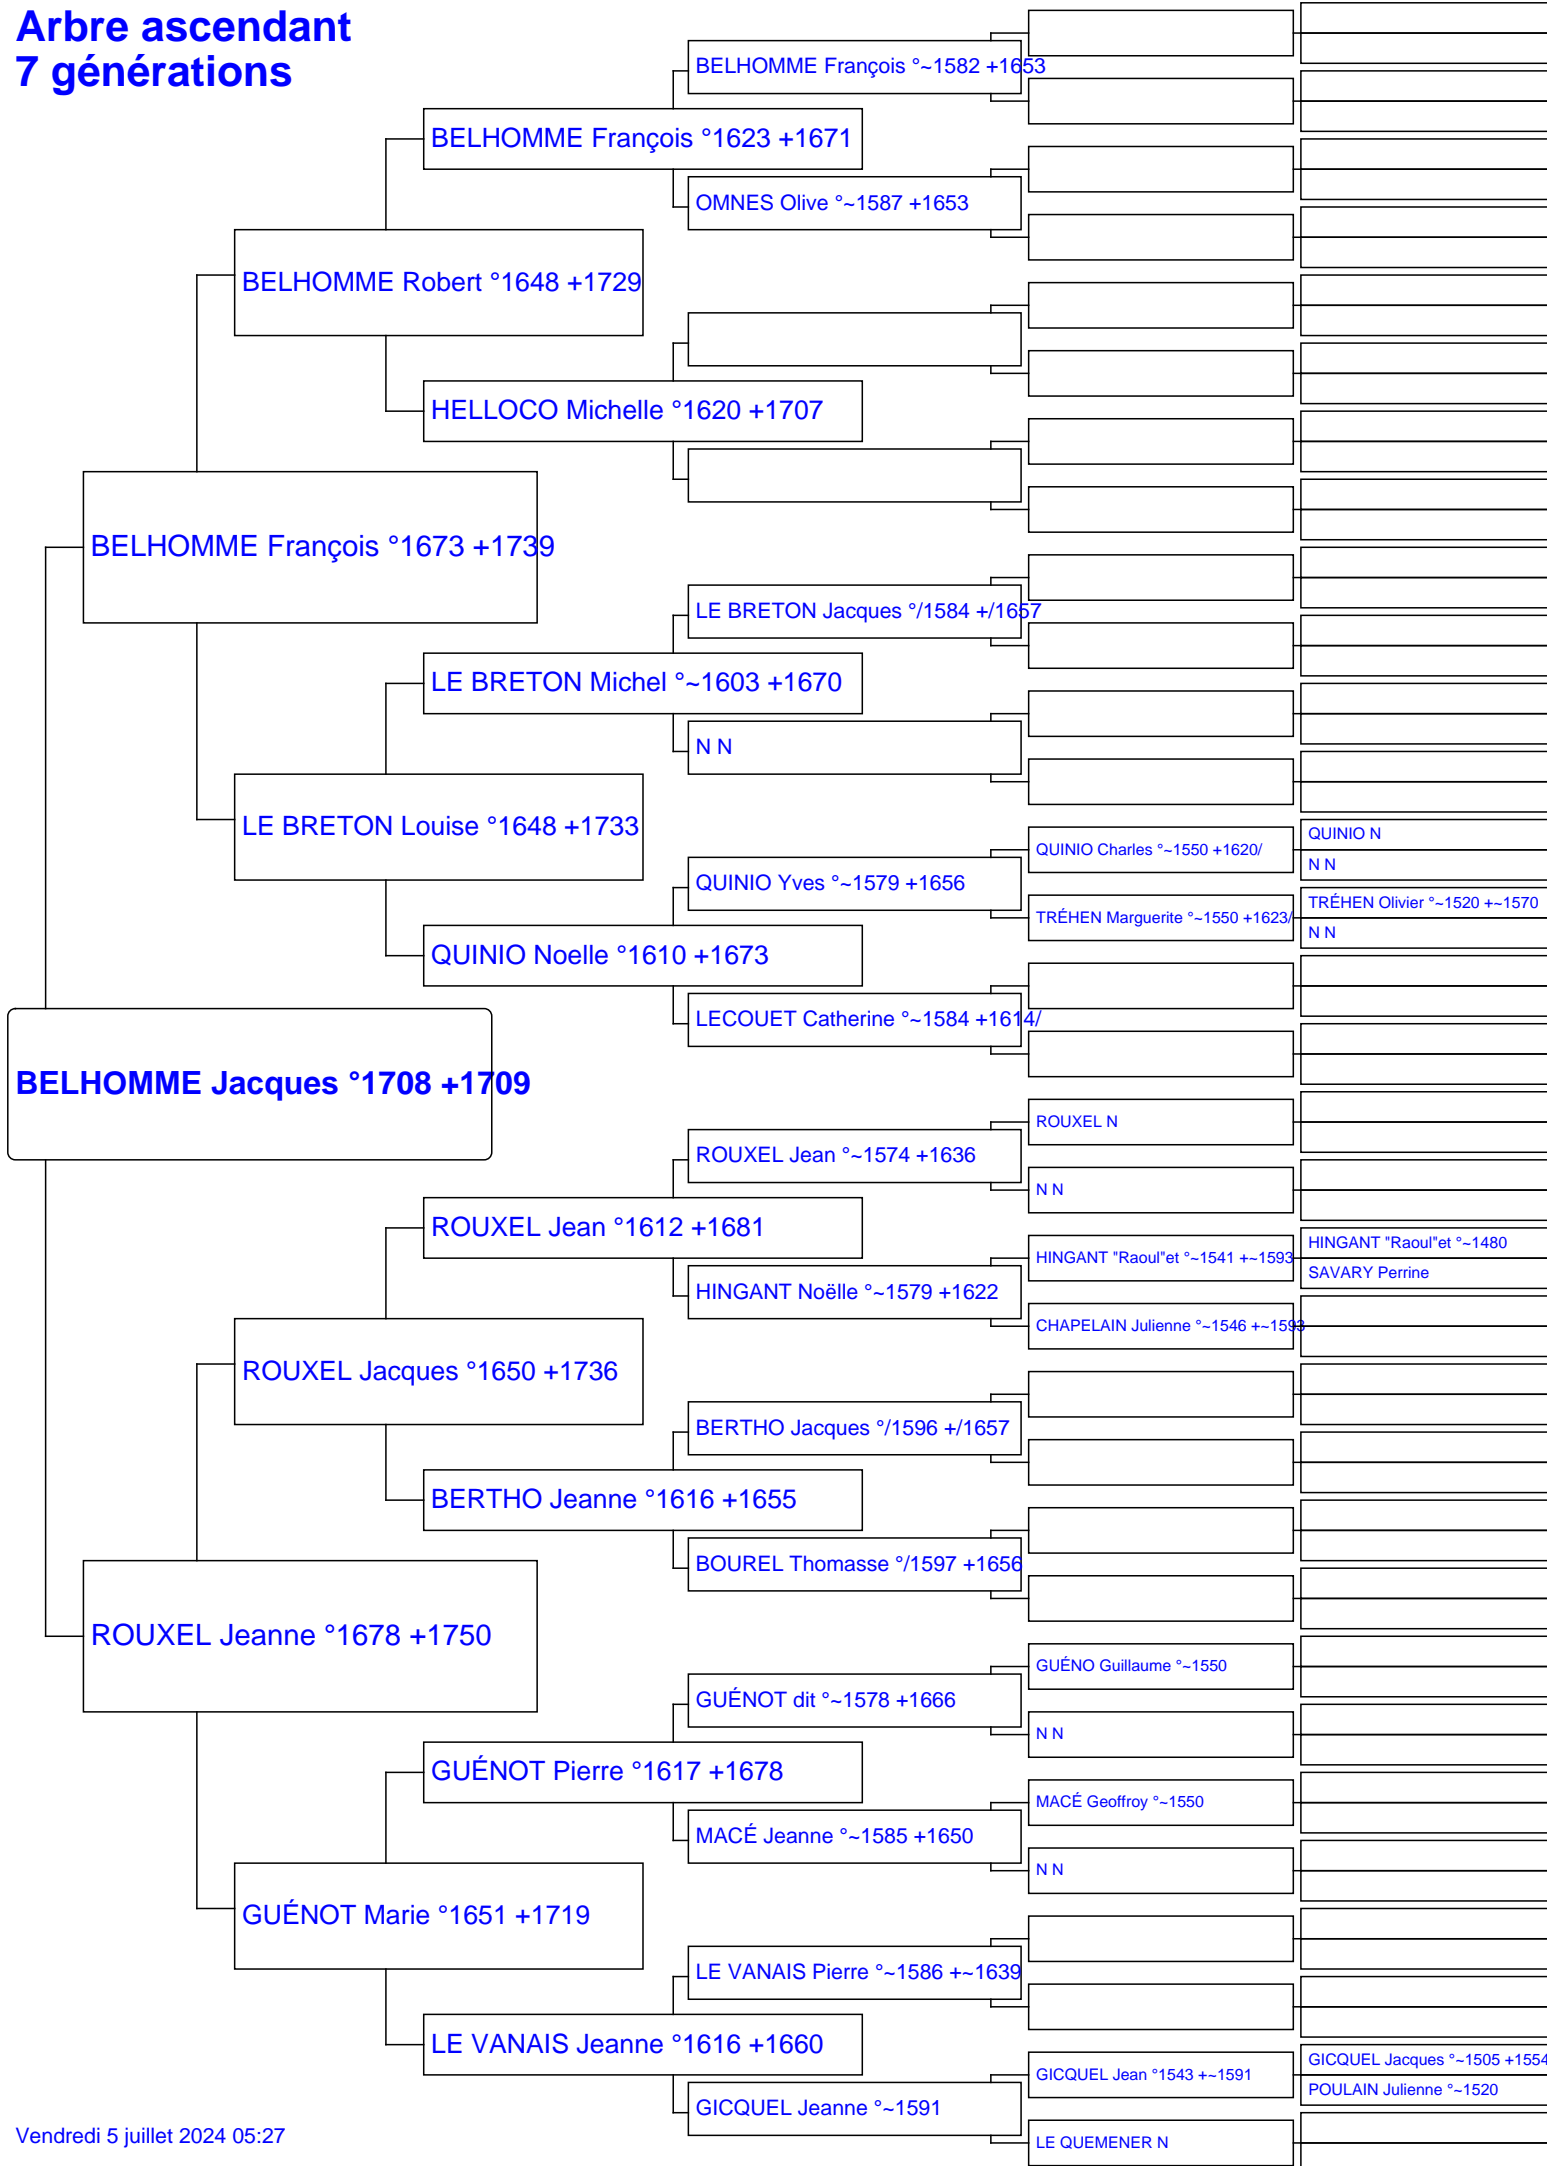 Arbre ascendant
7 générations
BELHOMME François °~1582 +1653
BELHOMME François °1623 +1671
OMNES Olive °~1587 +1653
BELHOMME Robert °1648 +1729
HELLOCO Michelle °1620 +1707
BELHOMME François °1673 +1739
LE BRETON Jacques °/1584 +/1657
LE BRETON Michel °~1603 +1670
N N
LE BRETON Louise °1648 +1733
QUINIO N
QUINIO Charles °~1550 +1620/
N N
QUINIO Yves °~1579 +1656
TRÉHEN Olivier °~1520 +~1570
TRÉHEN Marguerite °~1550 +1623/
N N
QUINIO Noelle °1610 +1673
LECOUET Catherine °~1584 +1614/
BELHOMME Jacques °1708 +1709
ROUXEL N
ROUXEL Jean °~1574 +1636
N N
ROUXEL Jean °1612 +1681
HINGANT "Raoul"et °~1480
HINGANT "Raoul"et °~1541 +~1593
SAVARY Perrine
HINGANT Noëlle °~1579 +1622
CHAPELAIN Julienne °~1546 +~1593
ROUXEL Jacques °1650 +1736
BERTHO Jacques °/1596 +/1657
BERTHO Jeanne °1616 +1655
BOUREL Thomasse °/1597 +1656
ROUXEL Jeanne °1678 +1750
GUÉNO Guillaume °~1550
GUÉNOT dit °~1578 +1666
N N
GUÉNOT Pierre °1617 +1678
MACÉ Geoffroy °~1550
MACÉ Jeanne °~1585 +1650
N N
GUÉNOT Marie °1651 +1719
LE VANAIS Pierre °~1586 +~1639
LE VANAIS Jeanne °1616 +1660
GICQUEL Jacques °~1505 +1554
GICQUEL Jean °1543 +~1591
POULAIN Julienne °~1520
GICQUEL Jeanne °~1591
LE QUEMENER N
Vendredi 5 juillet 2024 05:27